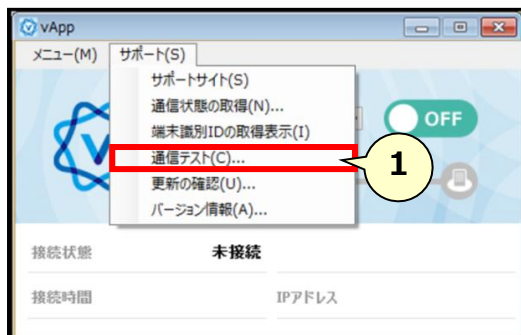 vApp
メニュー(M) サポート(S)
サポートサイト(S)
通信状態の取得(N)...
端末識別IDの取得表示(I)
通信テスト(C)...
更新の確認(U)...
バージョン情報(A)...
OFF
1
接続状態 未接続
接続時間 IPアドレス